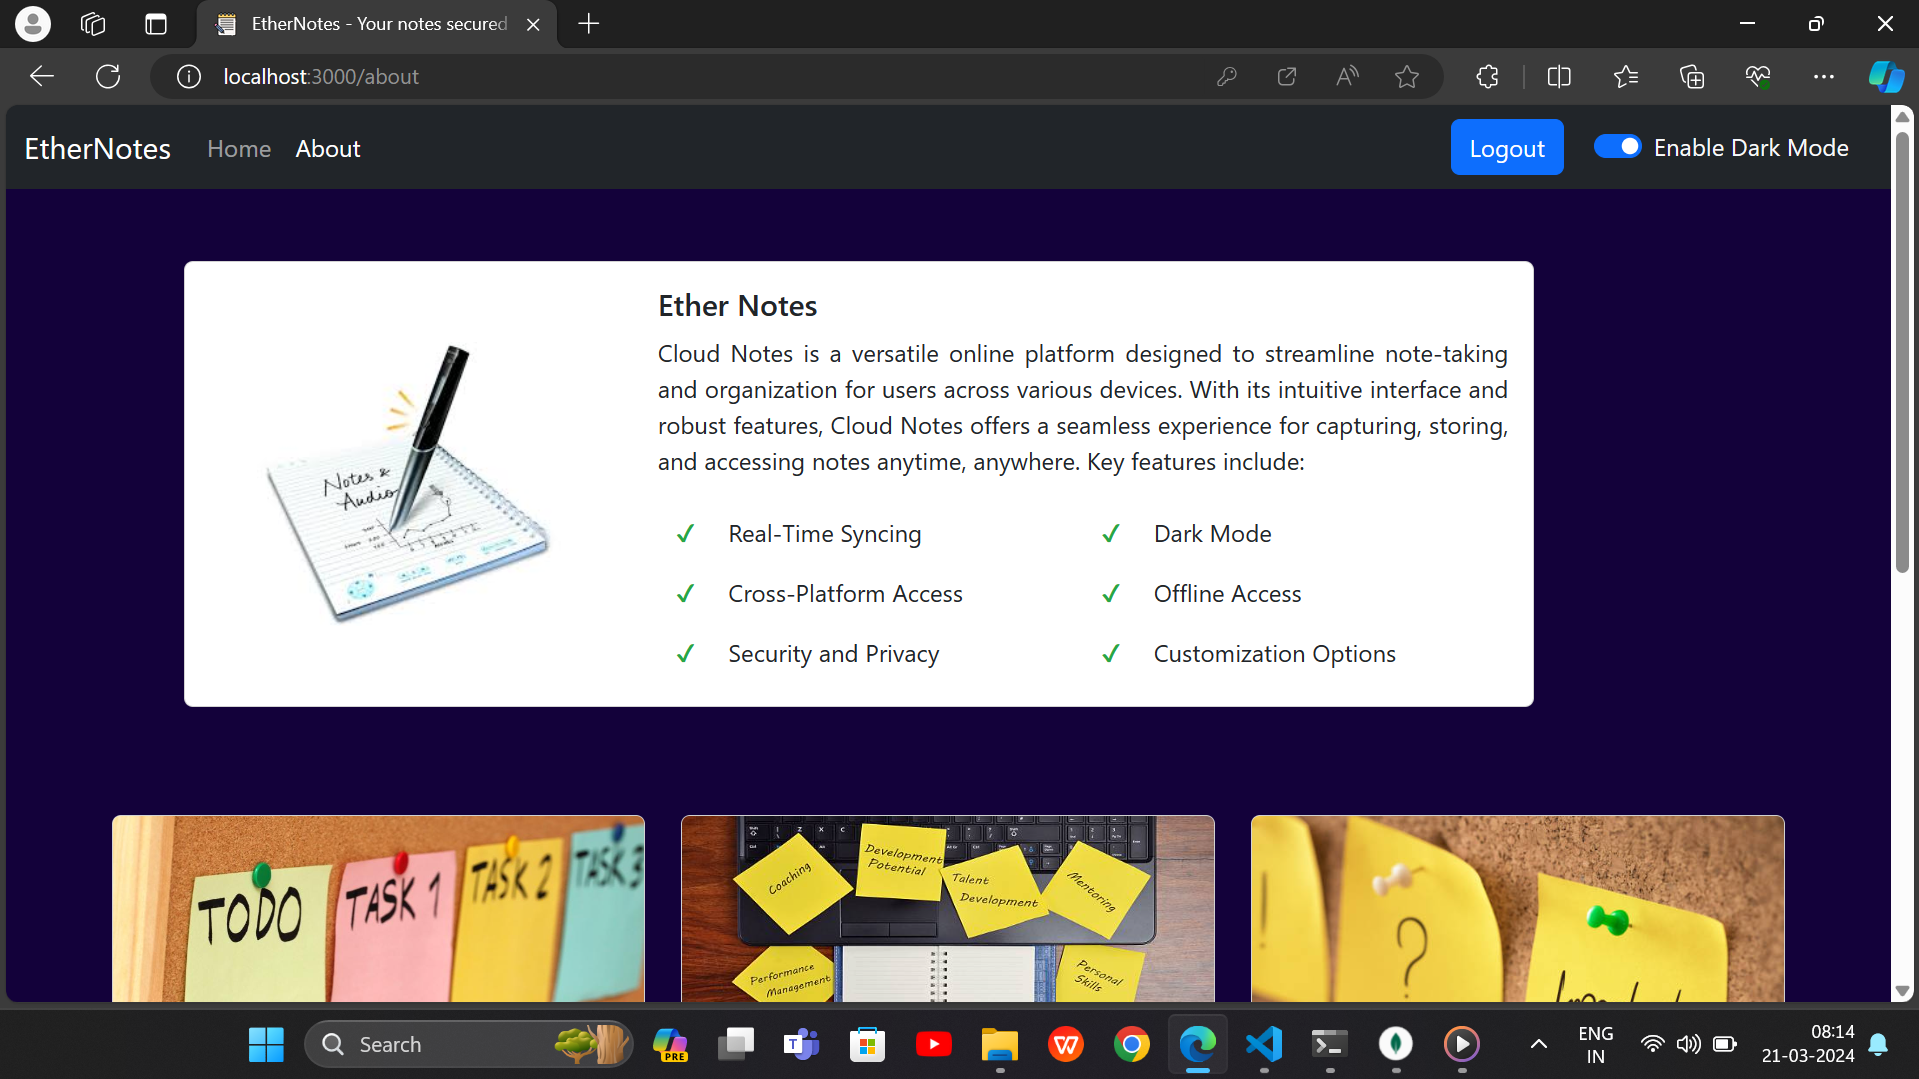 EtherNotes - Your notes secured
localhost:3000/about
EtherNotes Home About Logout Enable Dark Mode
Ether Notes
Cloud Notes is a versatile online platform designed to streamline note-taking
and organization for users across various devices. With its intuitive interface and
robust features, Cloud Notes offers a seamless experience for capturing, storing,
and accessing notes anytime, anywhere. Key features include:
Real-Time Syncing Dark Mode
Cross-Platform Access Offline Access
Security and Privacy Customization Options
Notes &
Audio
TODO TASK 1 TASK 2 TASK 3
Coaching
Development
Potential
Talent
Development
Mentoring
Performance
Management
Personal
Skills
?
Search
PRE
ENG
IN
08:14
21-03-2024